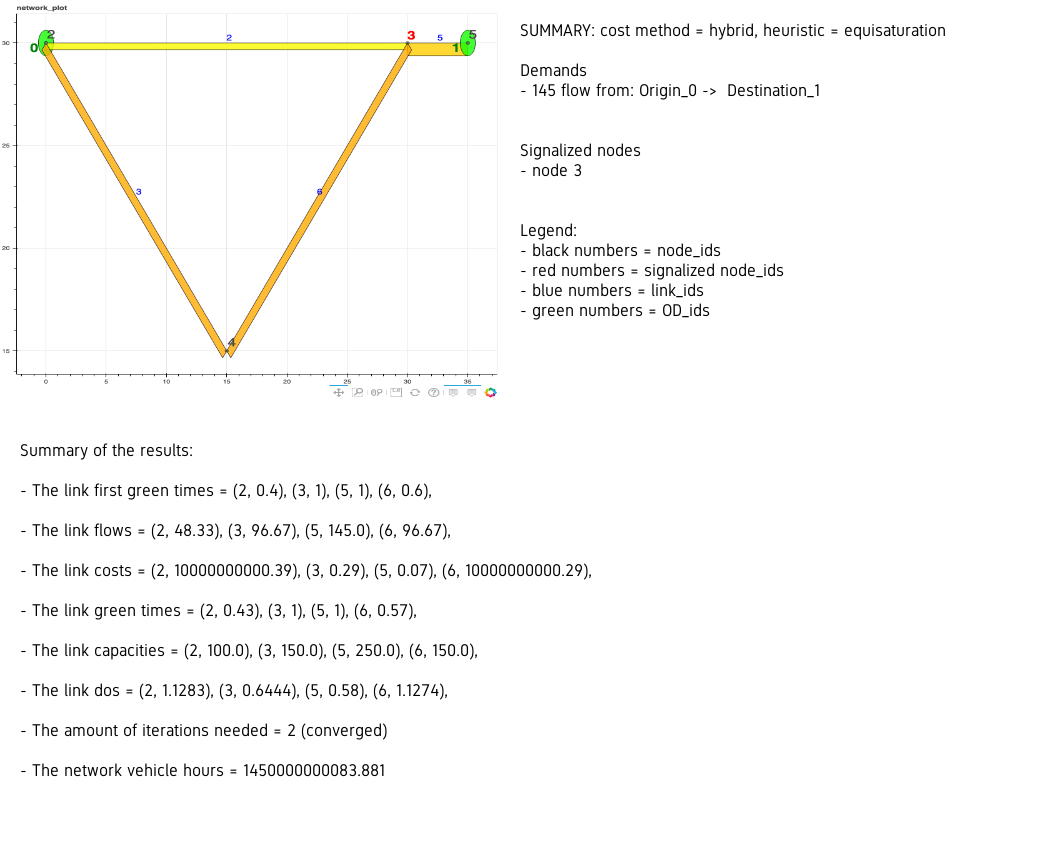 network_plot
30
25
20
15
0
5
10
15
20
25
30
35
2
0
2
3
5
1
5
3
6
4
SUMMARY: cost method = hybrid, heuristic = equisaturation
Demands
- 145 flow from: Origin_0 -> Destination_1
Signalized nodes
- node 3
Legend:
- black numbers = node_ids
- red numbers = signalized node_ids
- blue numbers = link_ids
- green numbers = OD_ids
Summary of the results:
- The link first green times = (2, 0.4), (3, 1), (5, 1), (6, 0.6),
- The link flows = (2, 48.33), (3, 96.67), (5, 145.0), (6, 96.67),
- The link costs = (2, 10000000000.39), (3, 0.29), (5, 0.07), (6, 10000000000.29),
- The link green times = (2, 0.43), (3, 1), (5, 1), (6, 0.57),
- The link capacities = (2, 100.0), (3, 150.0), (5, 250.0), (6, 150.0),
- The link dos = (2, 1.1283), (3, 0.6444), (5, 0.58), (6, 1.1274),
- The amount of iterations needed = 2 (converged)
- The network vehicle hours = 1450000000083.881